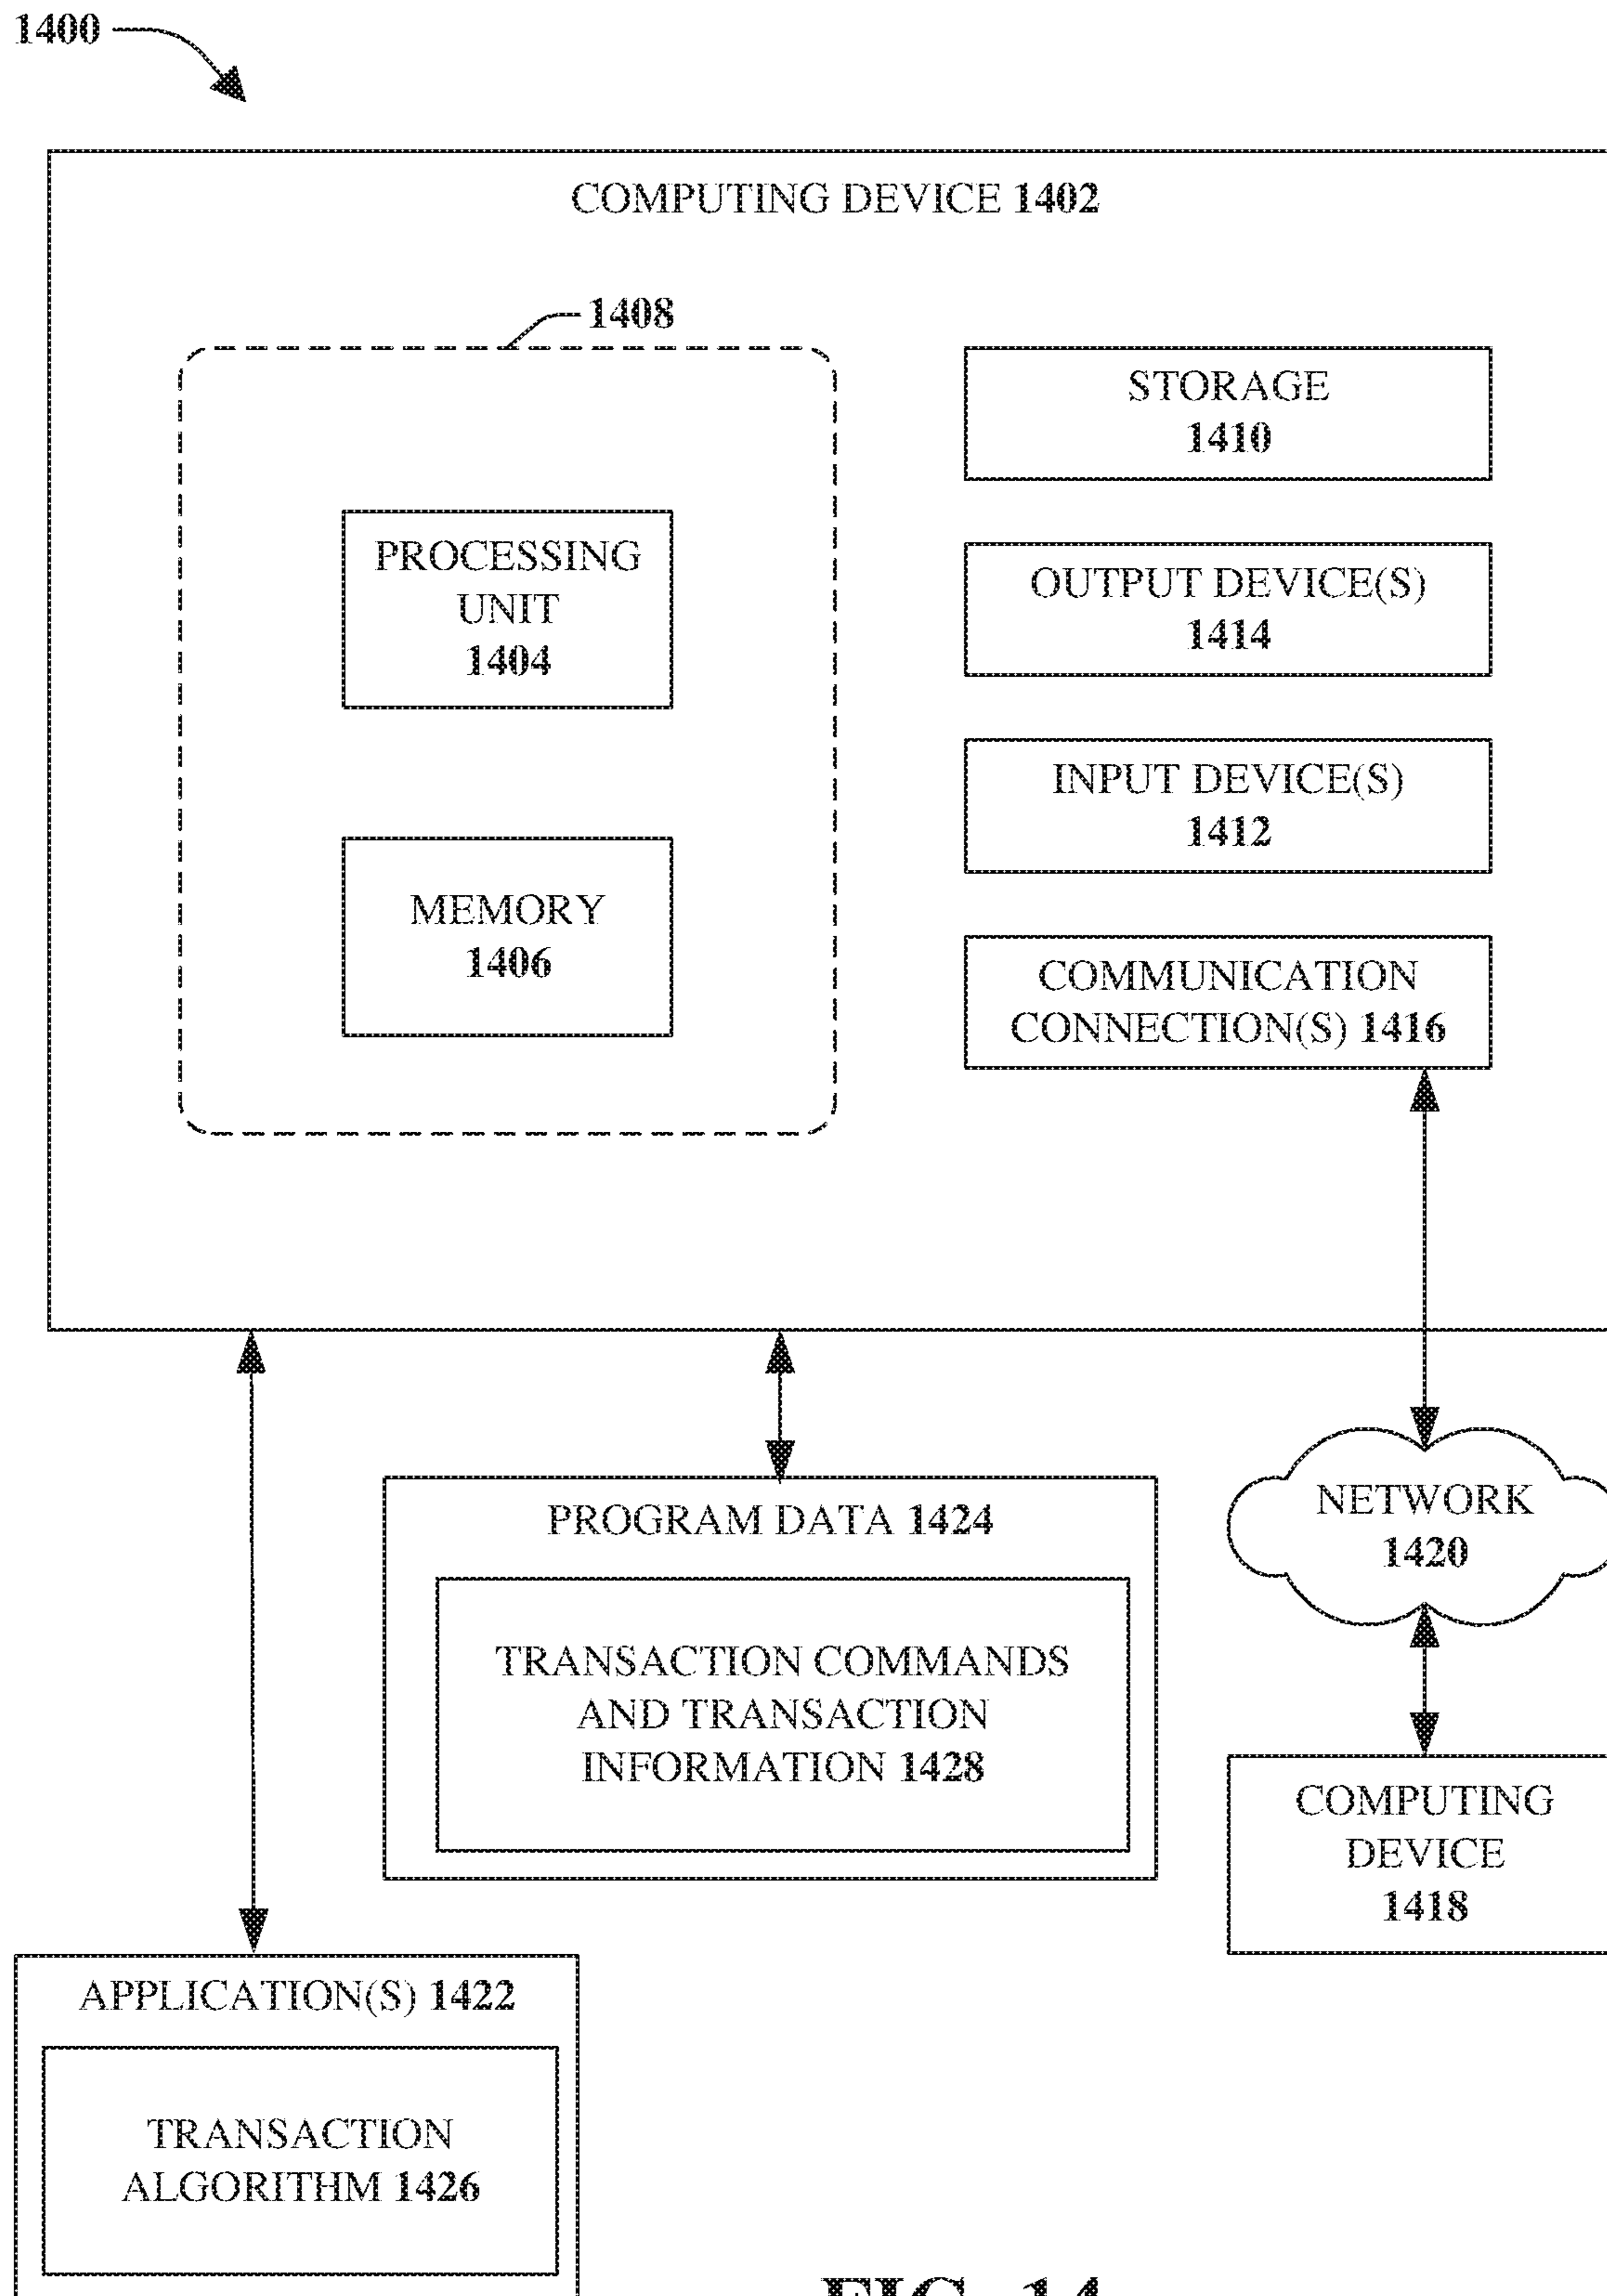 1400
COMPUTING DEVICE 1402
1408
PROCESSING
UNIT
1404
MEMORY
1406
STORAGE
1410
OUTPUT DEVICE(S)
1414
INPUT DEVICE(S)
1412
COMMUNICATION
CONNECTION(S) 1416
PROGRAM DATA 1424
TRANSACTION COMMANDS
AND TRANSACTION
INFORMATION 1428
NETWORK
1420
COMPUTING
DEVICE
1418
APPLICATION(S) 1422
TRANSACTION
ALGORITHM 1426
FIG. 14